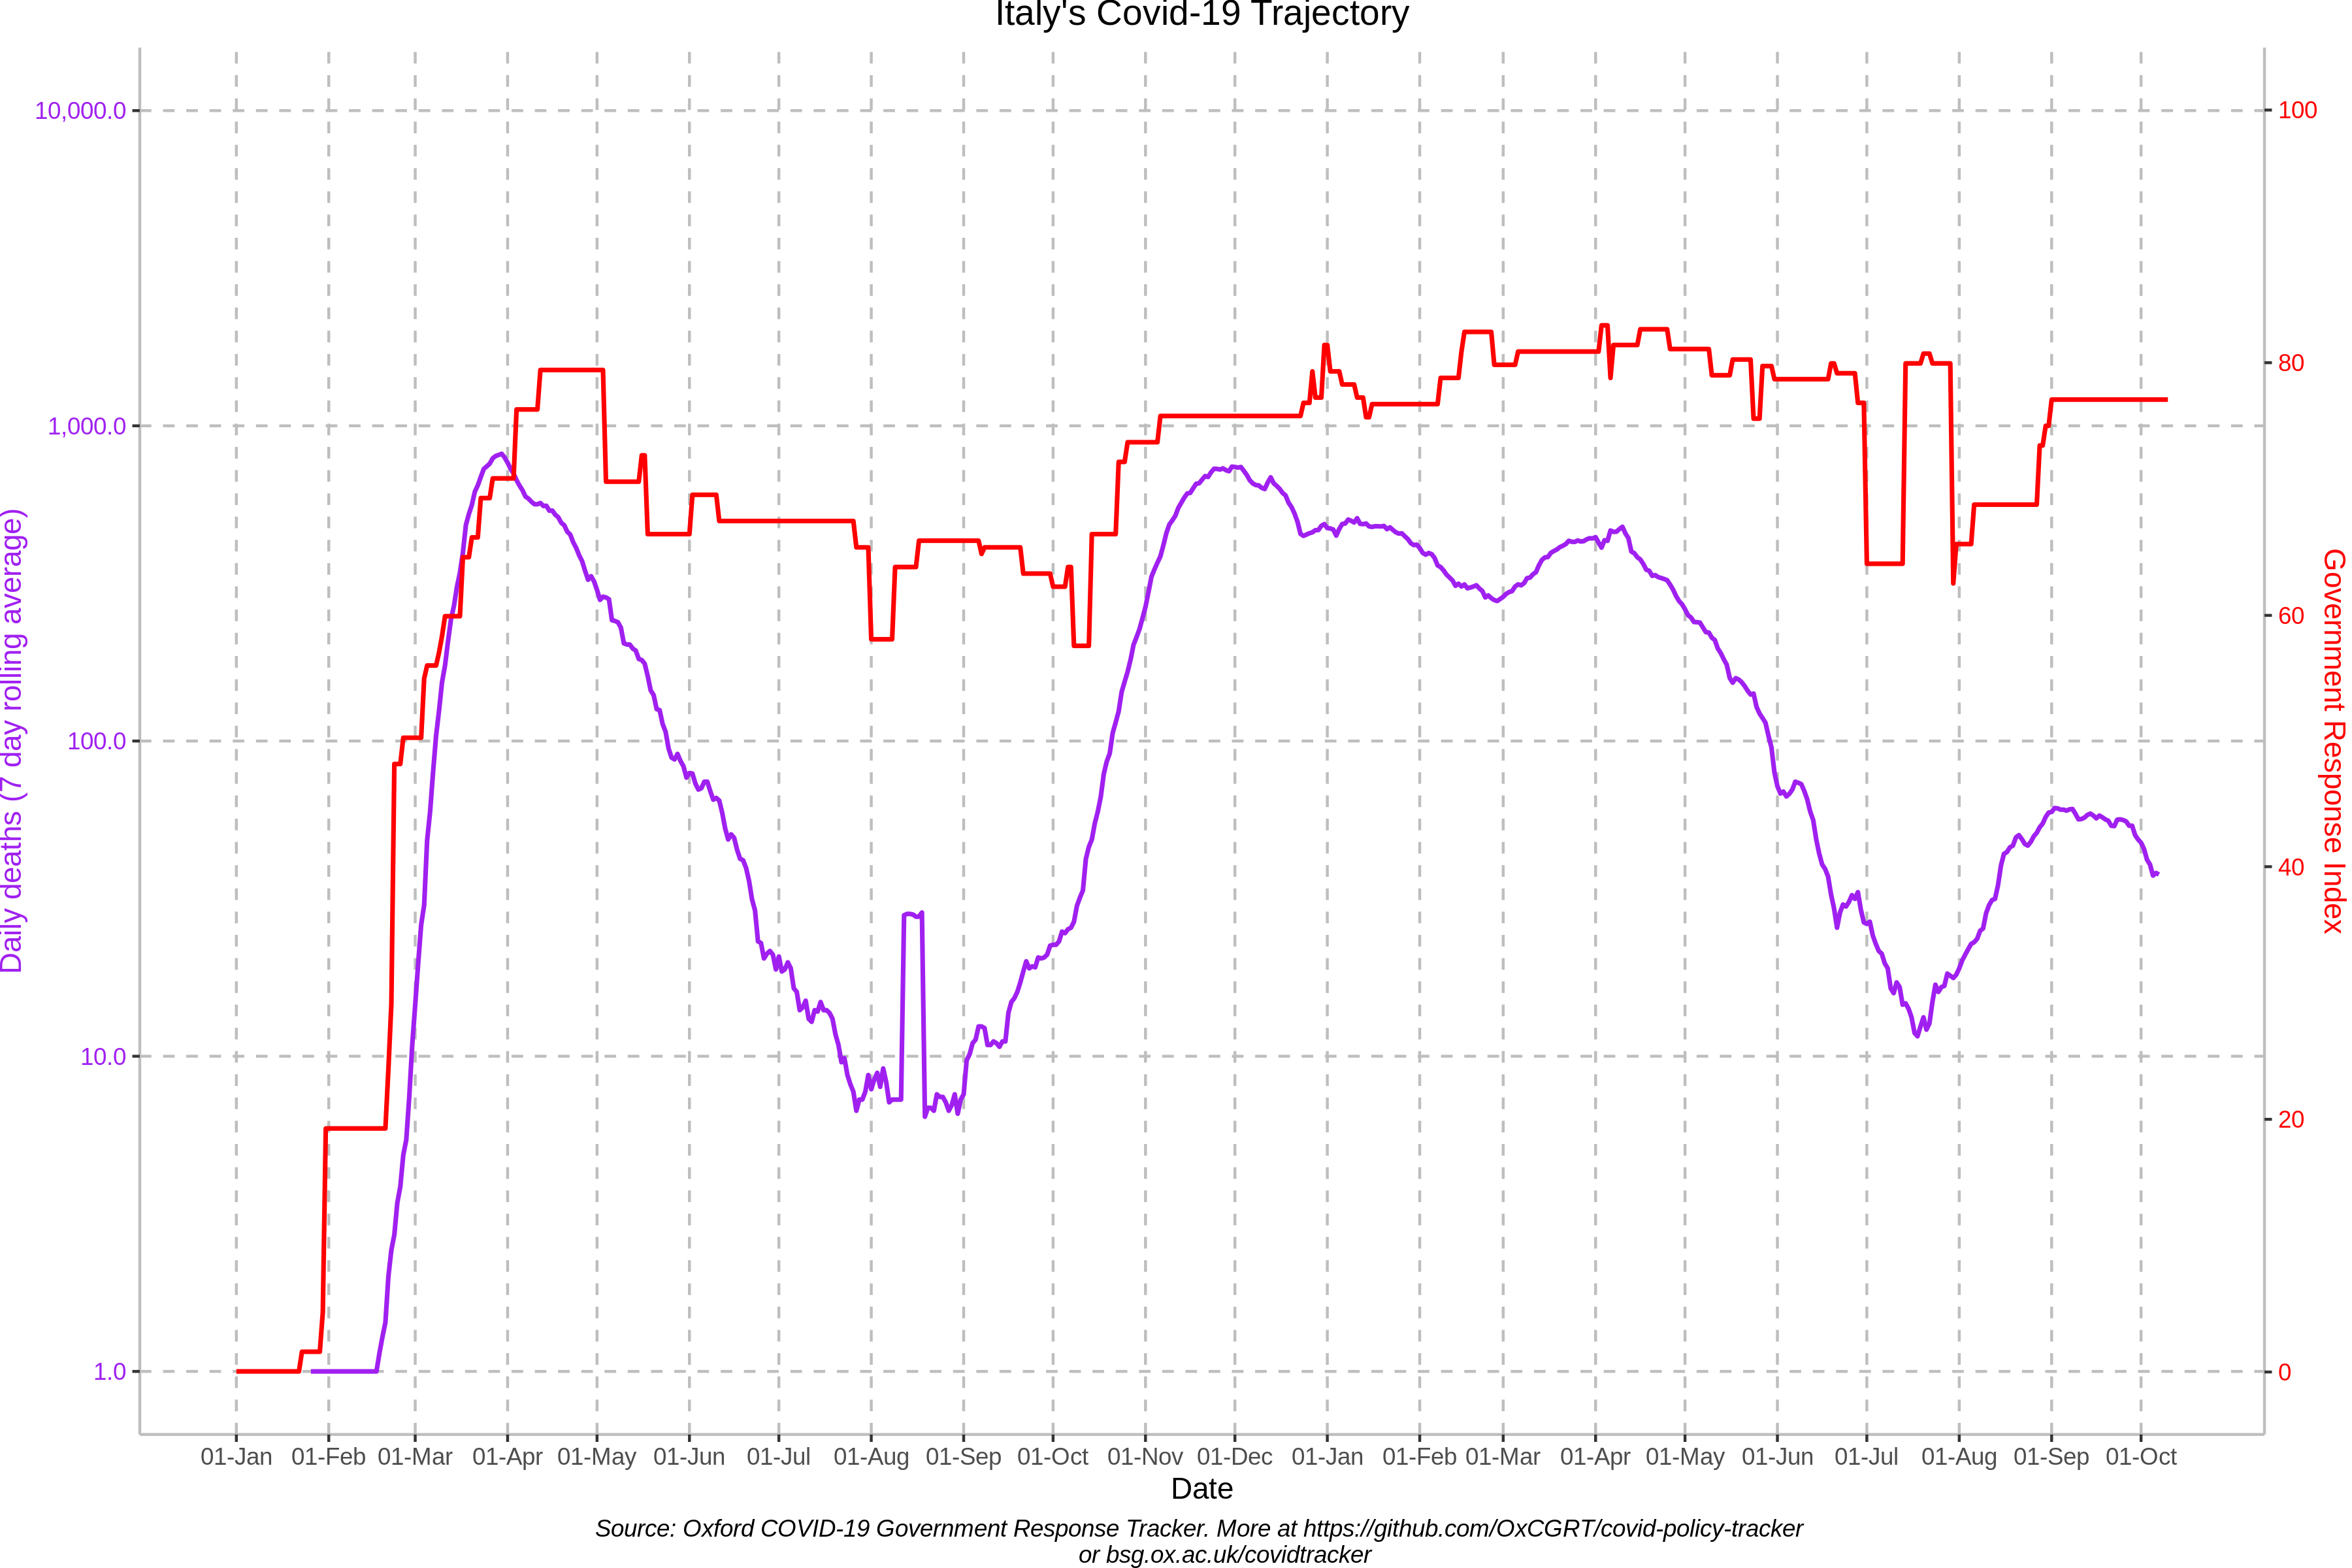 Italy's Covid-19 Trajectory
10,000.0
1,000.0
100.0
10.0
1.0
Daily deaths (7 day rolling average)
100
80
60
40
20
0
Government Response Index
01-Jan 01-Feb 01-Mar 01-Apr 01-May 01-Jun 01-Jul 01-Aug 01-Sep 01-Oct 01-Nov 01-Dec 01-Jan 01-Feb 01-Mar 01-Apr 01-May 01-Jun 01-Jul 01-Aug 01-Sep 01-Oct
Date
Source: Oxford COVID-19 Government Response Tracker. More at https://github.com/OxCGRT/covid-policy-tracker
or bsg.ox.ac.uk/covidtracker